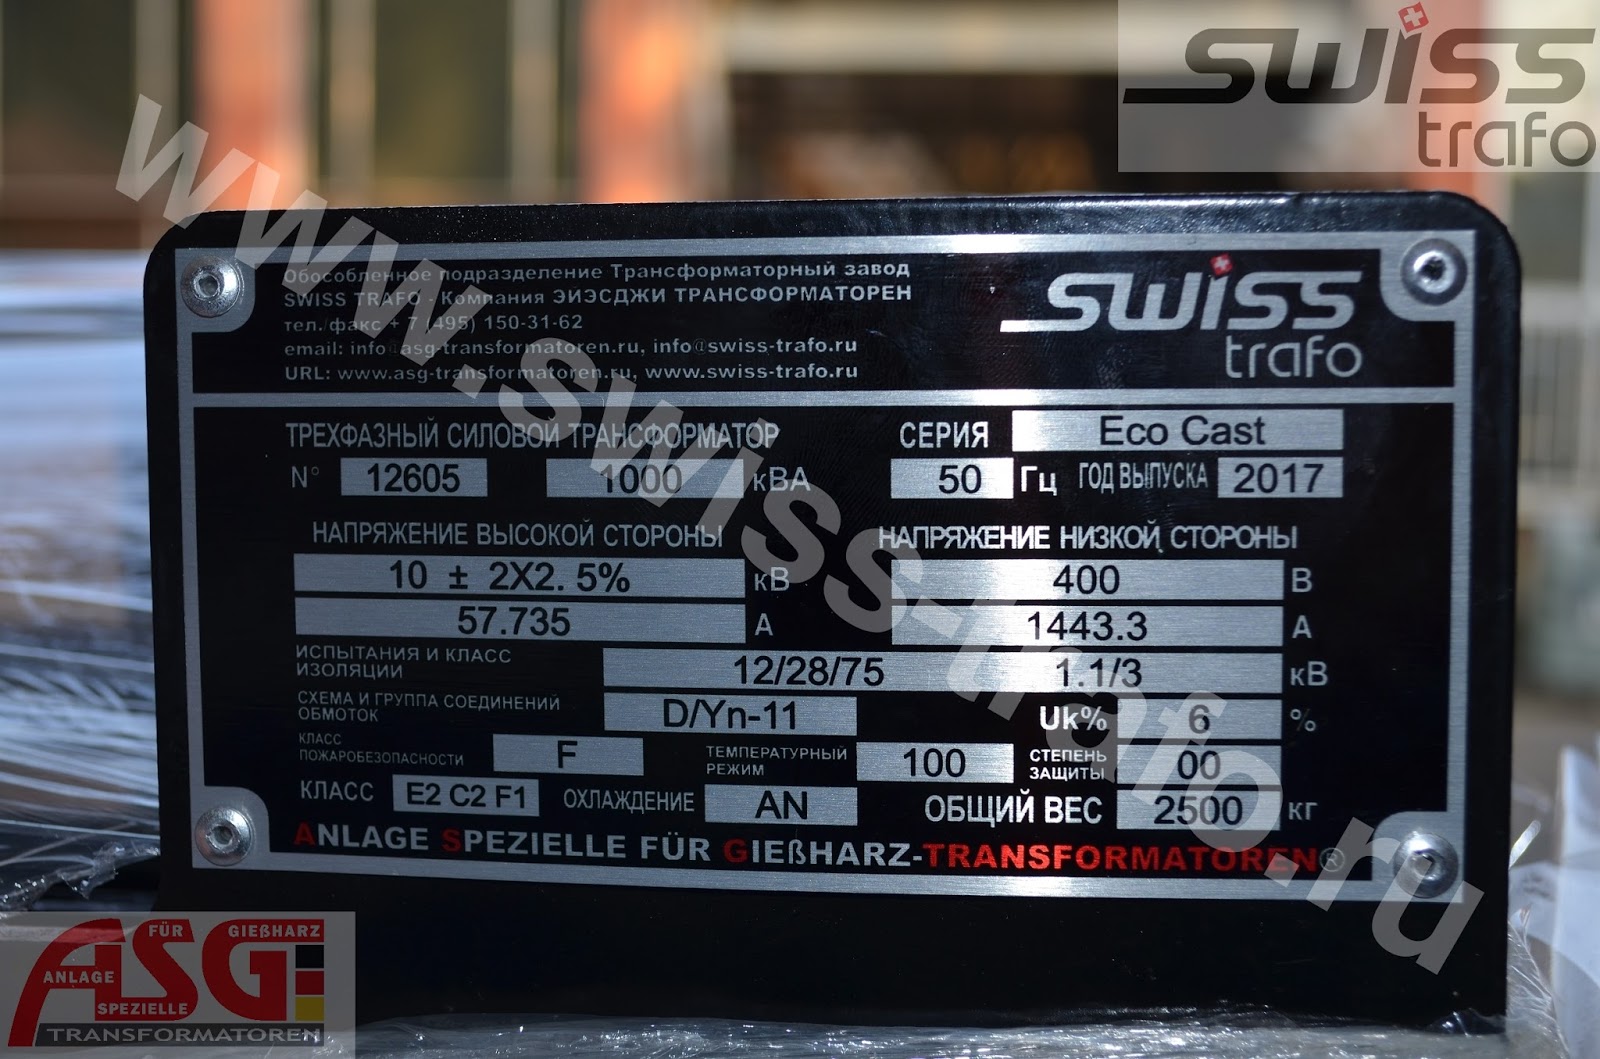 swiss
trafo
www.swiss-trafo.ru
Обособленное подразделение Трансформаторный завод
SWISS TRAFO - Компания ЭЙЭСДЖИ ТРАНСФОРМАТОРЕН
тел./факс + 7 (495) 150-31-62
email: info@asg-transformatoren.ru, info@swiss-trafo.ru
URL: www.asg-transformatoren.ru, www.swiss-trafo.ru
swiss
trafo
ТРЕХФАЗНЫЙ СИЛОВОЙ ТРАНСФОРМАТОР СЕРИЯ Eco Cast
N° 12605 1000 кВА 50 Гц ГОД ВЫПУСКА 2017
НАПРЯЖЕНИЕ ВЫСОКОЙ СТОРОНЫ НАПРЯЖЕНИЕ НИЗКОЙ СТОРОНЫ
10 ± 2X2. 5% кВ 400 В
57.735 А 1443.3 А
ИСПЫТАНИЯ И КЛАСС
ИЗОЛЯЦИИ 12/28/75 1.1/3 кВ
СХЕМА И ГРУППА СОЕДИНЕНИЙ
ОБМОТОК D/Yn-11 Uk% 6 %
КЛАСС
ПОЖАРОБЕЗОПАСНОСТИ F ТЕМПЕРАТУРНЫЙ
РЕЖИМ 100 СТЕПЕНЬ
ЗАЩИТЫ 00
КЛАСС E2 C2 F1 ОХЛАЖДЕНИЕ AN ОБЩИЙ ВЕС 2500 кг
ANLAGE SPEZIELLE FÜR GIEßHARZ-TRANSFORMATOREN®
ASG
FÜR GIEßHARZ
ANLAGE
SPEZIELLE
TRANSFORMATOREN